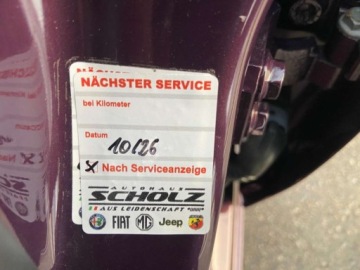 NÄCHSTER SERVICE
bei Kilometer
Datum 10/26
X Nach Serviceanzeige
AUTOHAUS
SCHOLZ
AUS LEIDENSCHAFT
FIAT MG Jeep